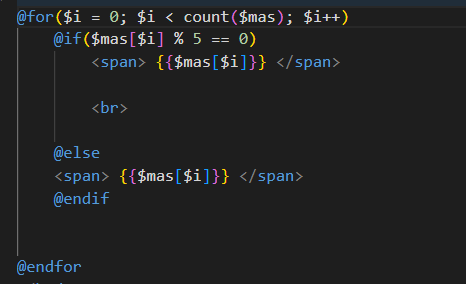 @for($i = 0; $i < count($mas); $i++)
@if($mas[$i] % 5 == 0)
<span> {{$mas[$i]}} </span>
<br>
@else
<span> {{$mas[$i]}} </span>
@endif
@endfor